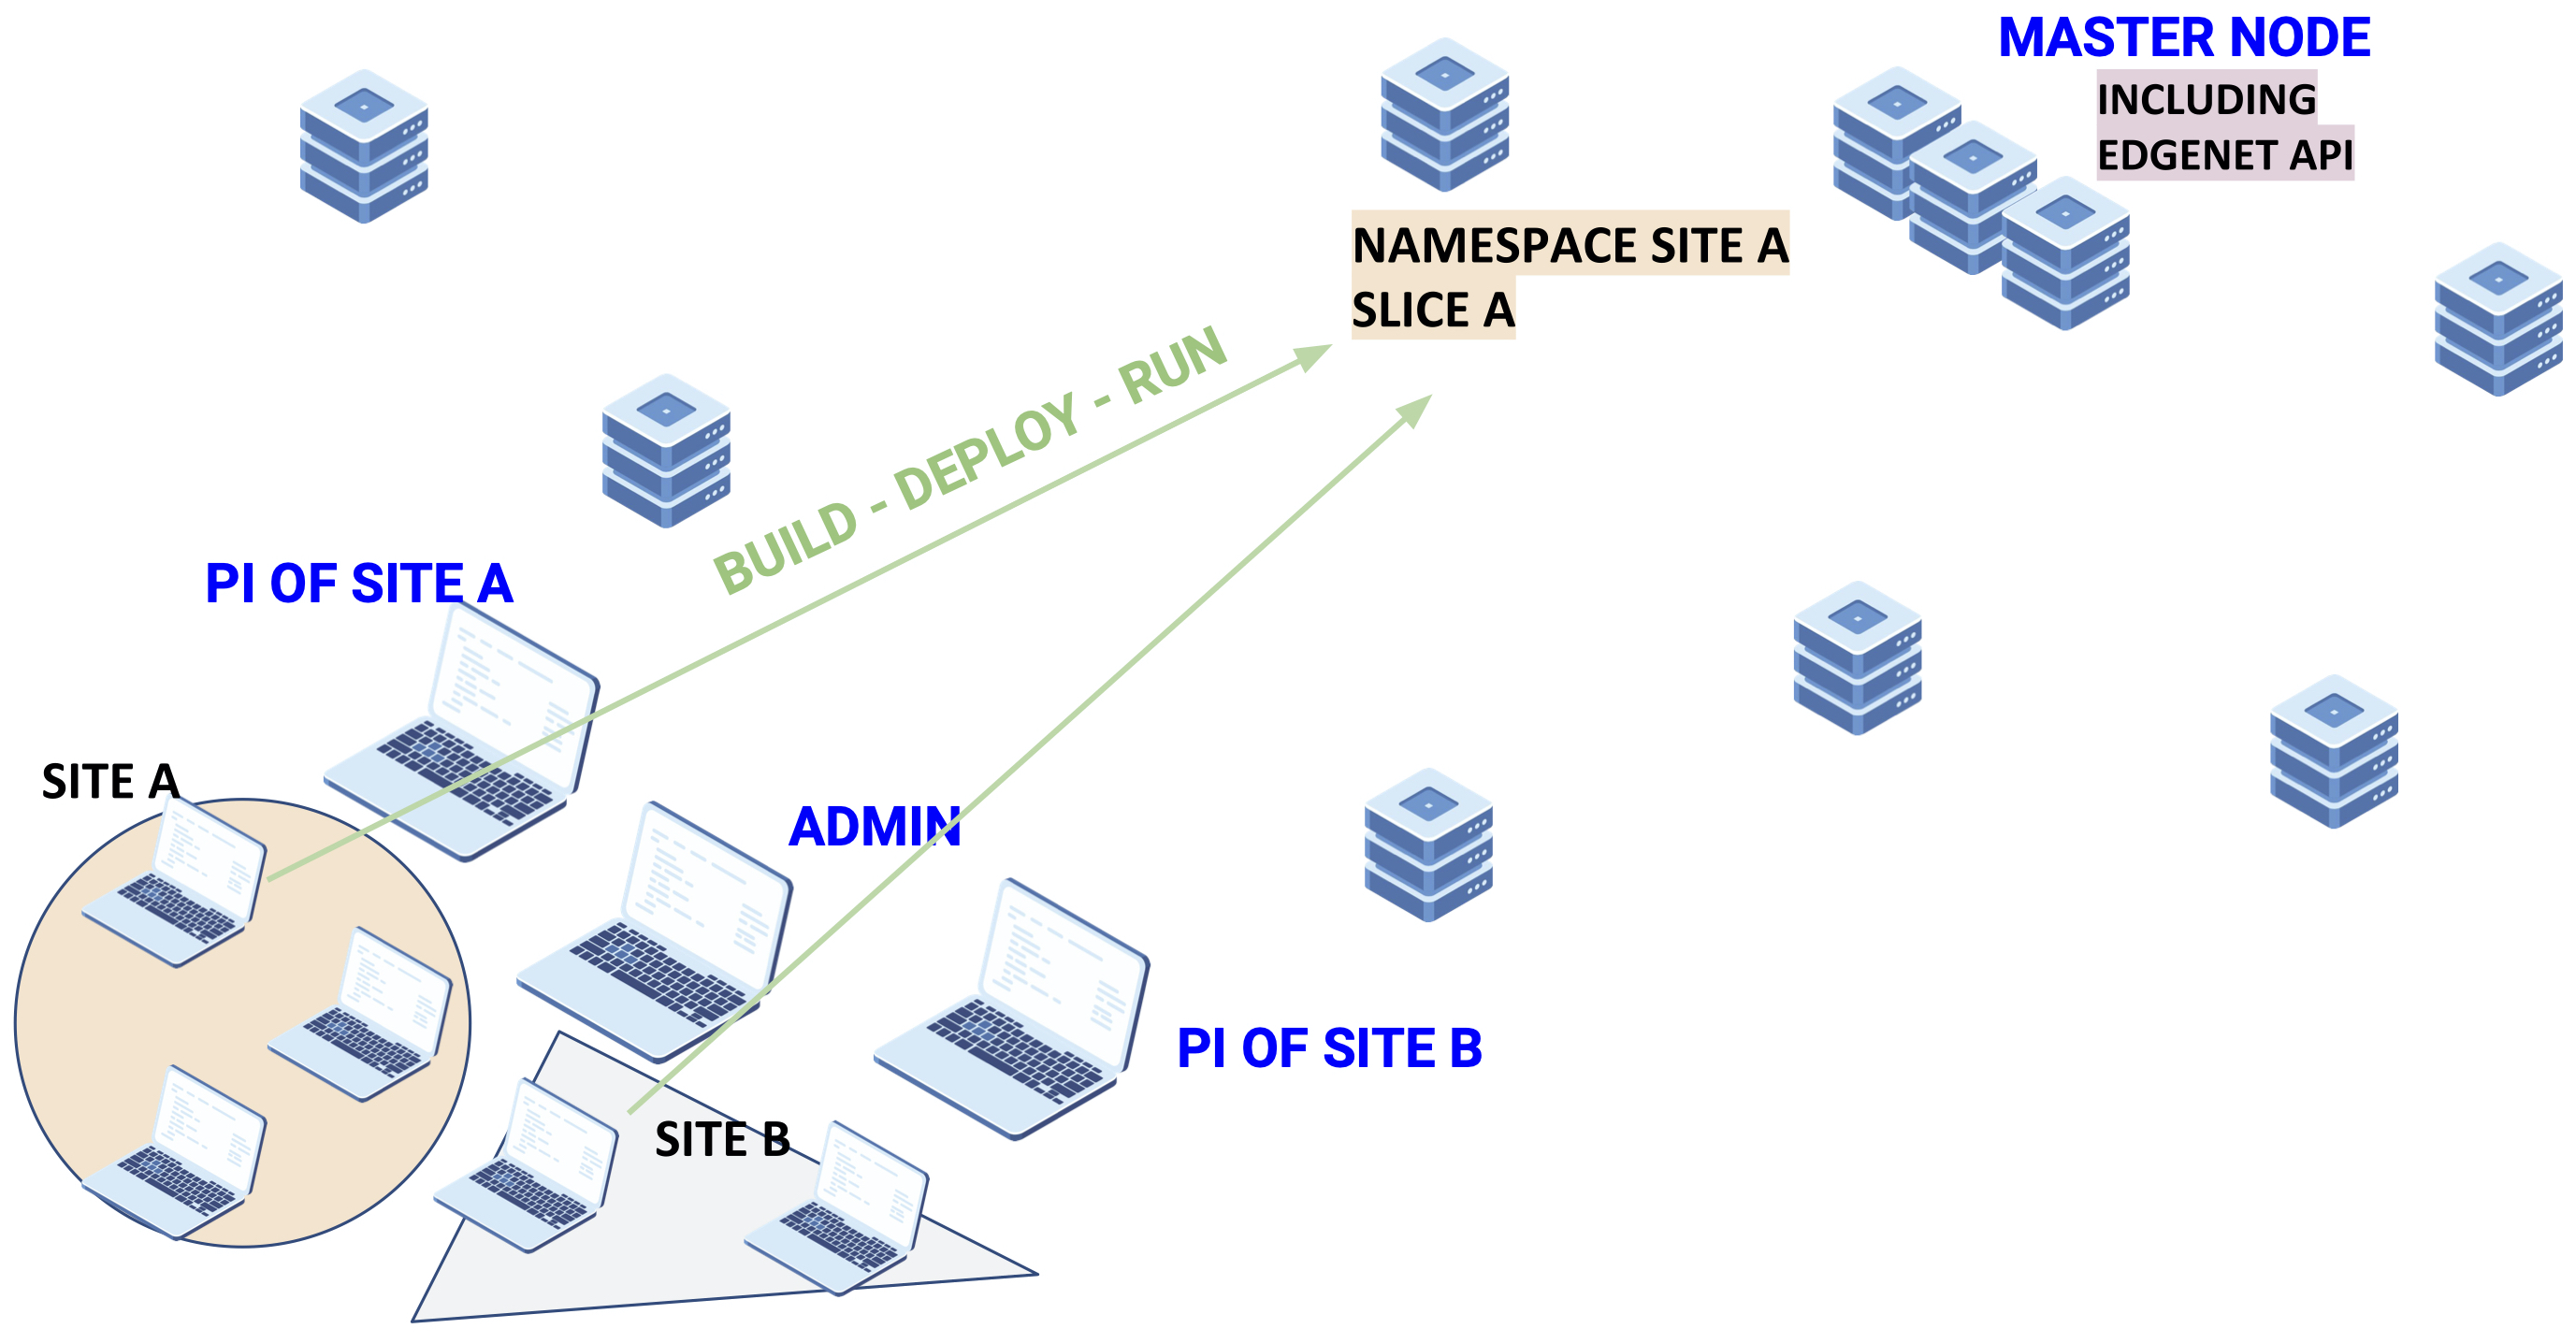 MASTER NODE
INCLUDING
EDGENET API
NAMESPACE SITE A
SLICE A
BUILD - DEPLOY - RUN
PI OF SITE A
SITE A
ADMIN
PI OF SITE B
SITE B